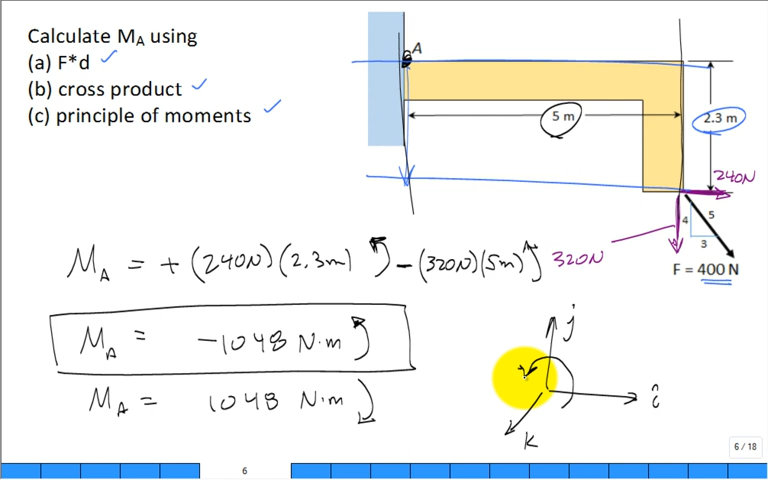 Calculate MA using
(a) F*d
(b) cross product
(c) principle of moments
A
5 m
2.3 m
240N
4
5
3
320N
F = 400 N
MA = + (240N)(2.3m) - (320N)(5m)
MA = -1048 N·m
MA = 1048 N·m
j
î
k
6 / 18
6